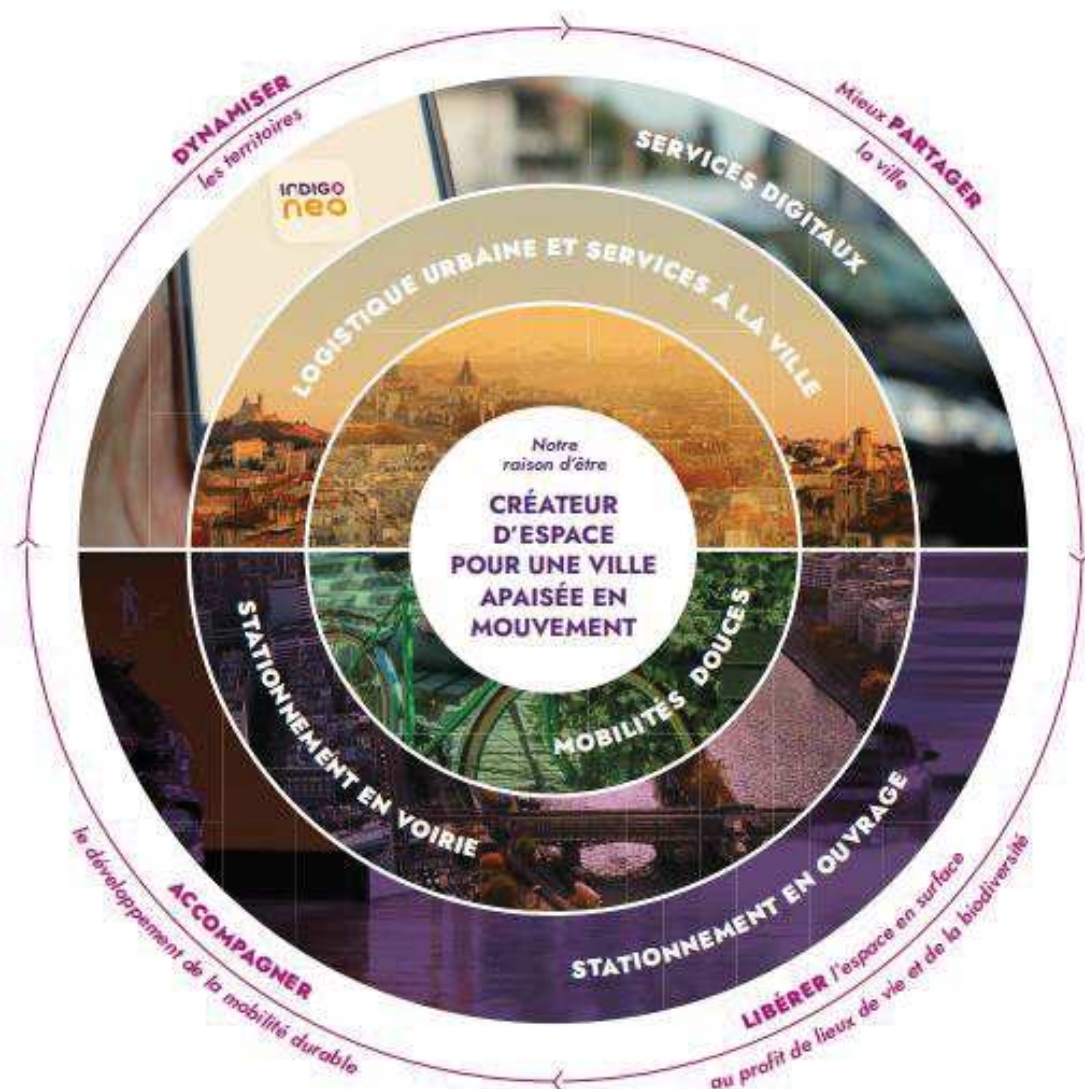 DYNAMISER
les territoires
Mieux PARTAGER
la ville
INDIGO
neo
SERVICES DIGITAUX
LOGISTIQUE URBAINE ET SERVICES À LA VILLE
Notre
raison d'être
CRÉATEUR
D'ESPACE
POUR UNE VILLE
APAISÉE EN
MOUVEMENT
MOBILITÉS DOUCES
STATIONNEMENT EN VOIRIE
STATIONNEMENT EN OUVRAGE
ACCOMPAGNER
le développement de la mobilité durable
LIBÉRER l'espace en surface
au profit de lieux de vie et de la biodiversité